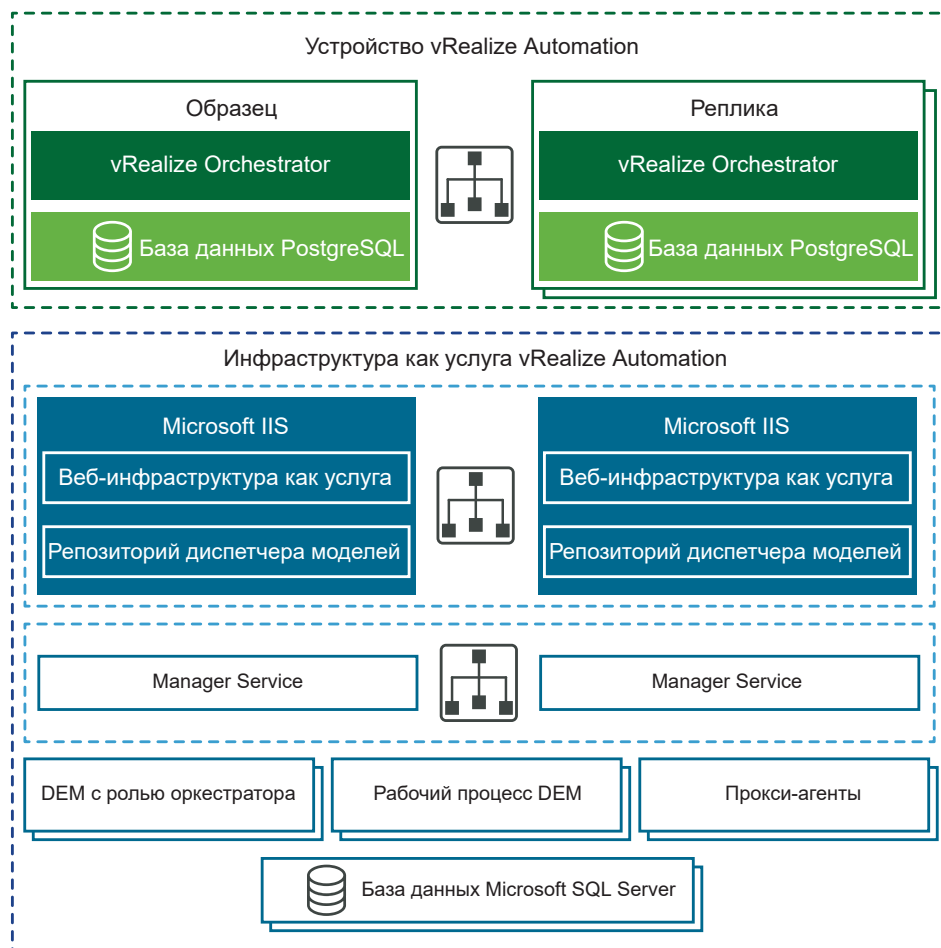 Устройство vRealize Automation
Образец
Реплика
vRealize Orchestrator
vRealize Orchestrator
База данных PostgreSQL
База данных PostgreSQL
Инфраструктура как услуга vRealize Automation
Microsoft IIS
Microsoft IIS
Веб-инфраструктура как услуга
Веб-инфраструктура как услуга
Репозиторий диспетчера моделей
Репозиторий диспетчера моделей
Manager Service
Manager Service
DEM с ролью оркестратора
Рабочий процесс DEM
Прокси-агенты
База данных Microsoft SQL Server